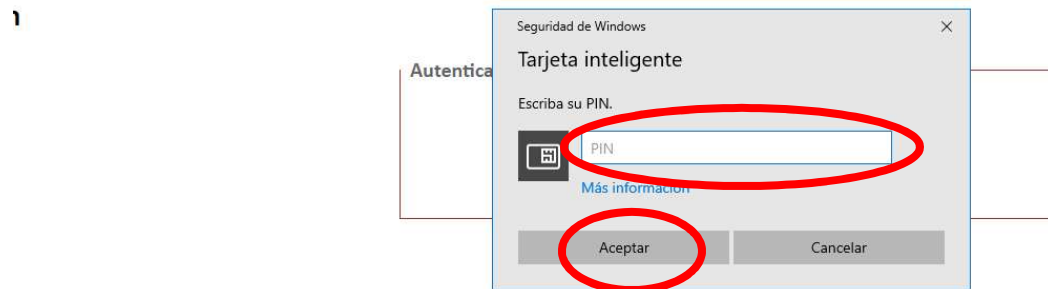 n
Seguridad de Windows
Tarjeta inteligente
Autentica
Escriba su PIN.
PIN
Más información
Aceptar
Cancelar